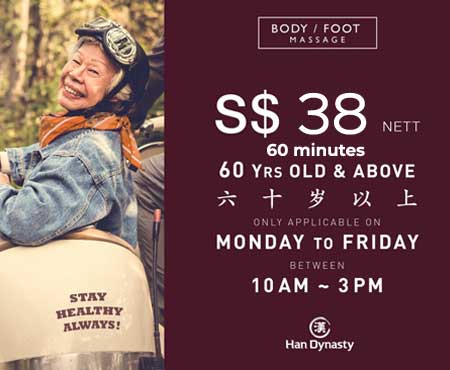 BODY / FOOT
MASSAGE
S$ 38 NETT
60 minutes
60 YRS OLD & ABOVE
六十岁以上
ONLY APPLICABLE ON
MONDAY TO FRIDAY
BETWEEN
10AM ~ 3PM
漢
Han Dynasty
STAY
HEALTHY
ALWAYS!